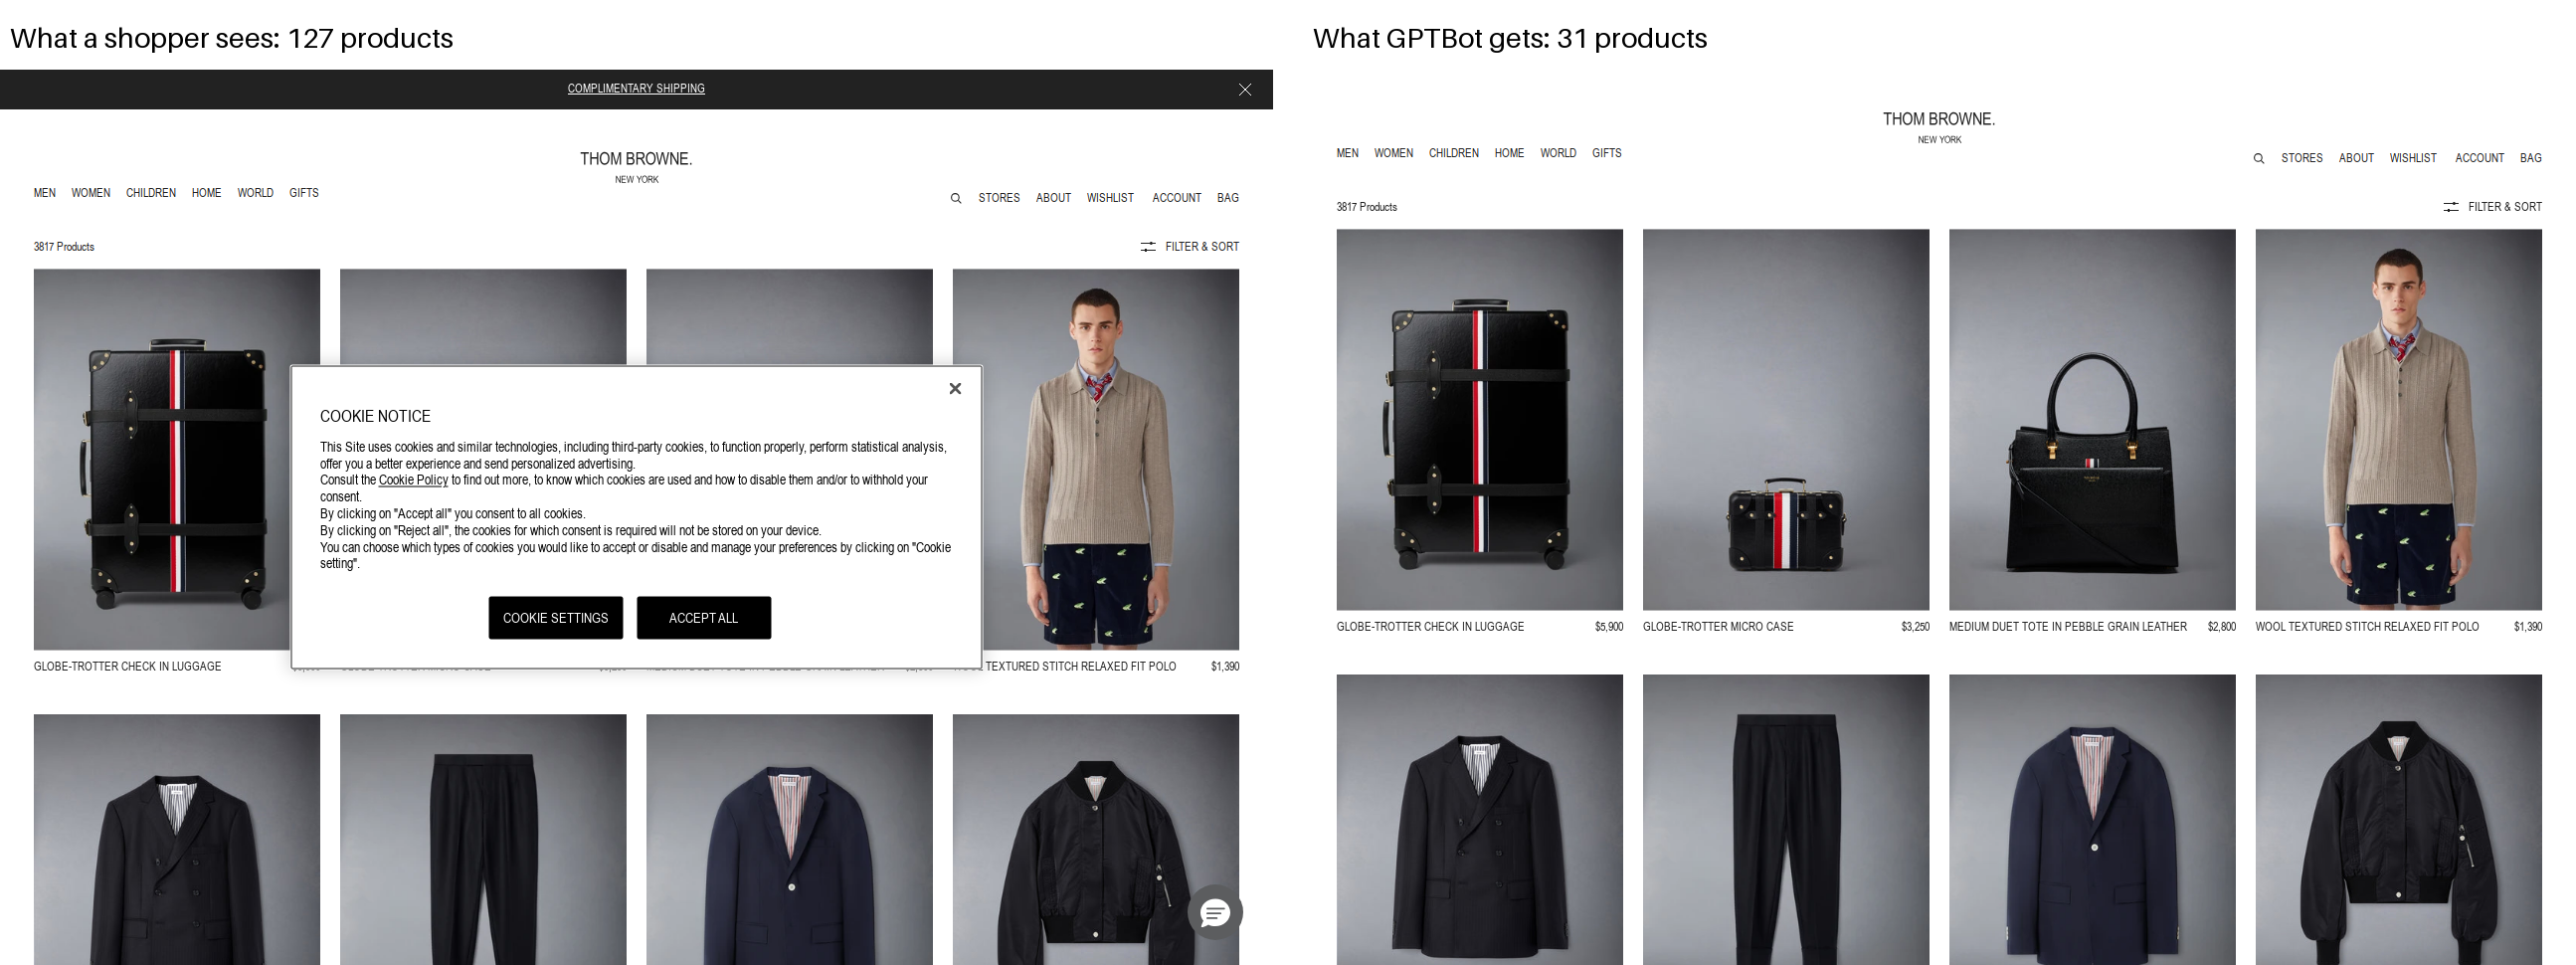 What a shopper sees: 127 products
COMPLIMENTARY SHIPPING
THOM BROWNE.
NEW YORK
MEN WOMEN CHILDREN HOME WORLD GIFTS
STORES ABOUT WISHLIST ACCOUNT BAG
3817 Products
FILTER & SORT
COOKIE NOTICE
This Site uses cookies and similar technologies, including third-party cookies, to function properly, perform statistical analysis,
offer you a better experience and send personalized advertising.
Consult the Cookie Policy to find out more, to know which cookies are used and how to disable them and/or to withhold your
consent.
By clicking on "Accept all" you consent to all cookies.
By clicking on "Reject all", the cookies for which consent is required will not be stored on your device.
You can choose which types of cookies you would like to accept or disable and manage your preferences by clicking on "Cookie
setting".
COOKIE SETTINGS ACCEPT ALL
GLOBE-TROTTER CHECK IN LUGGAGE
TEXTURED STITCH RELAXED FIT POLO $1,390
What GPTBot gets: 31 products
THOM BROWNE.
NEW YORK
MEN WOMEN CHILDREN HOME WORLD GIFTS
STORES ABOUT WISHLIST ACCOUNT BAG
3817 Products
FILTER & SORT
GLOBE-TROTTER CHECK IN LUGGAGE $5,900
GLOBE-TROTTER MICRO CASE $3,250
MEDIUM DUET TOTE IN PEBBLE GRAIN LEATHER $2,800
WOOL TEXTURED STITCH RELAXED FIT POLO $1,390